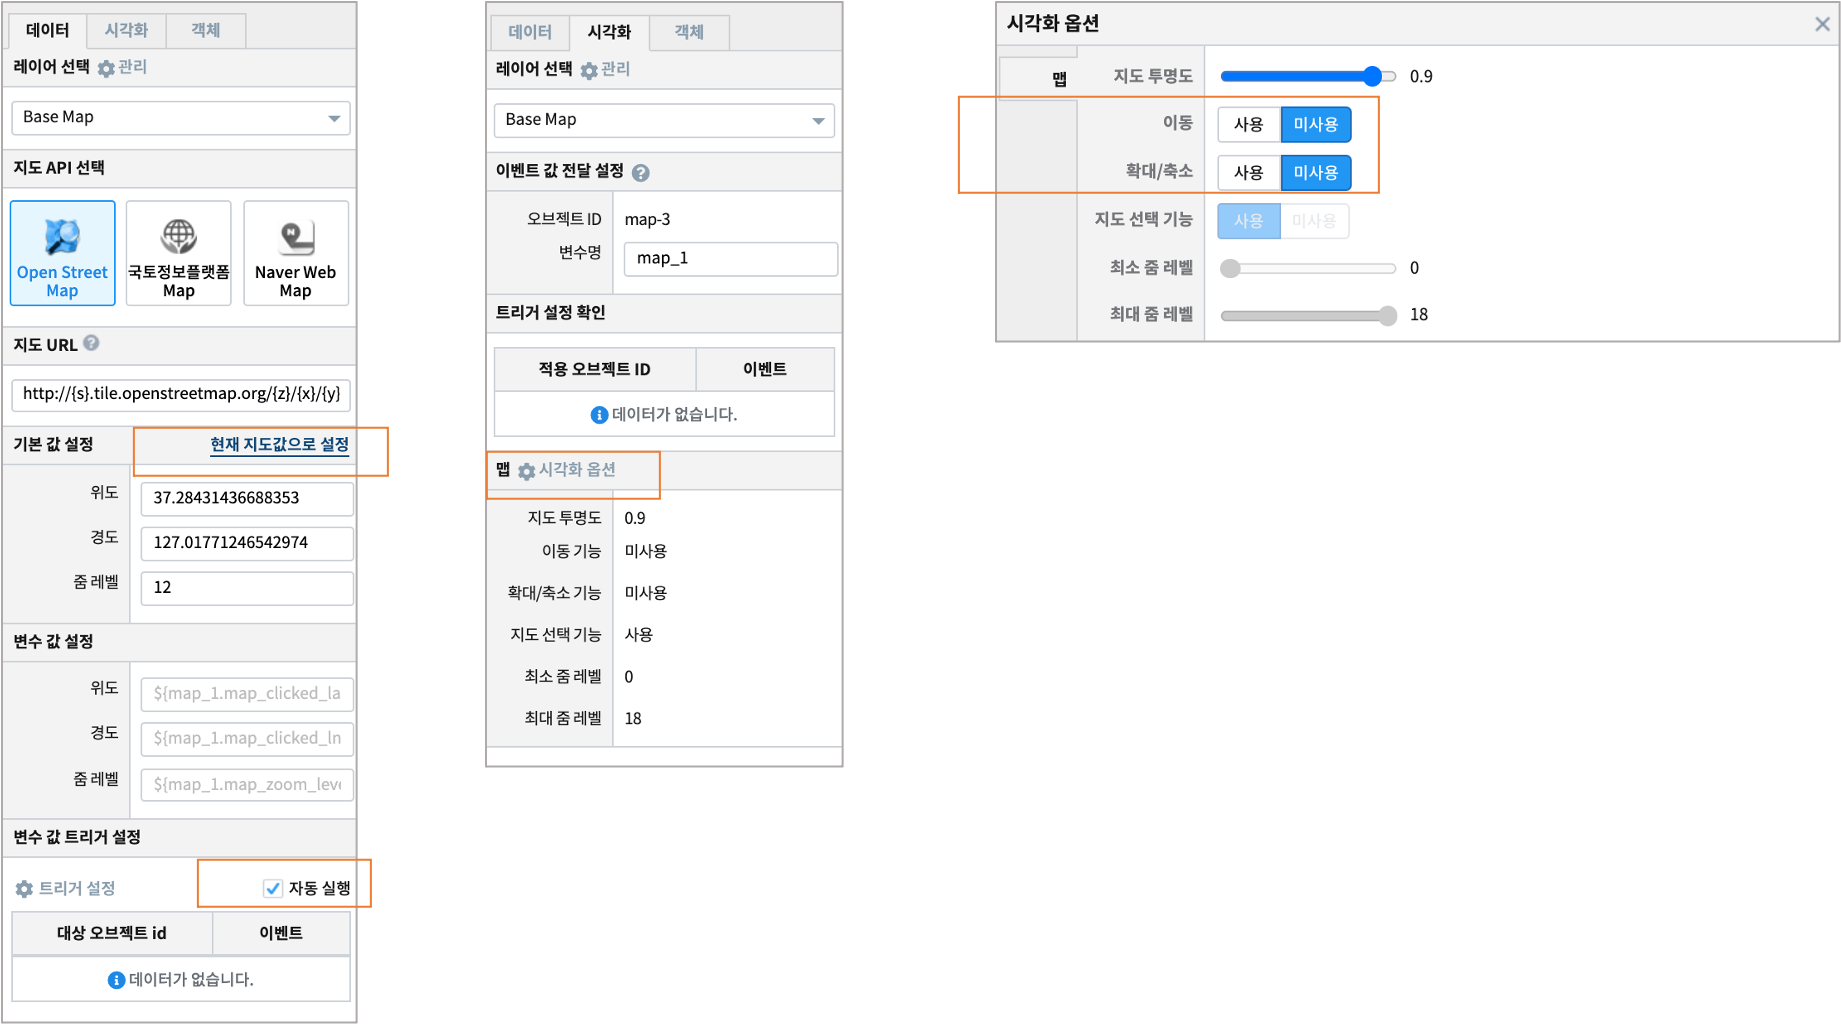 데이터 시각화 객체
레이어 선택 관리
Base Map
지도 API 선택
Open Street Map
국토정보플랫폼 Map
Naver Web Map
지도 URL ?
http://{s}.tile.openstreetmap.org/{z}/{x}/{y}
기본 값 설정 현재 지도값으로 설정
위도 37.28431436688353
경도 127.01771246542974
줌 레벨 12
변수 값 설정
위도 ${map_1.map_clicked_la
경도 ${map_1.map_clicked_ln
줌 레벨 ${map_1.map_zoom_leve
변수 값 트리거 설정
트리거 설정 자동 실행
대상 오브젝트 id 이벤트
데이터가 없습니다.
데이터 시각화 객체
레이어 선택 관리
Base Map
이벤트 값 전달 설정 ?
오브젝트 ID map-3
변수명 map_1
트리거 설정 확인
적용 오브젝트 ID 이벤트
데이터가 없습니다.
맵 시각화 옵션
지도 투명도 0.9
이동 기능 미사용
확대/축소 기능 미사용
지도 선택 기능 사용
최소 줌 레벨 0
최대 줌 레벨 18
시각화 옵션
맵 지도 투명도 0.9
이동 사용 미사용
확대/축소 사용 미사용
지도 선택 기능 사용 미사용
최소 줌 레벨 0
최대 줌 레벨 18